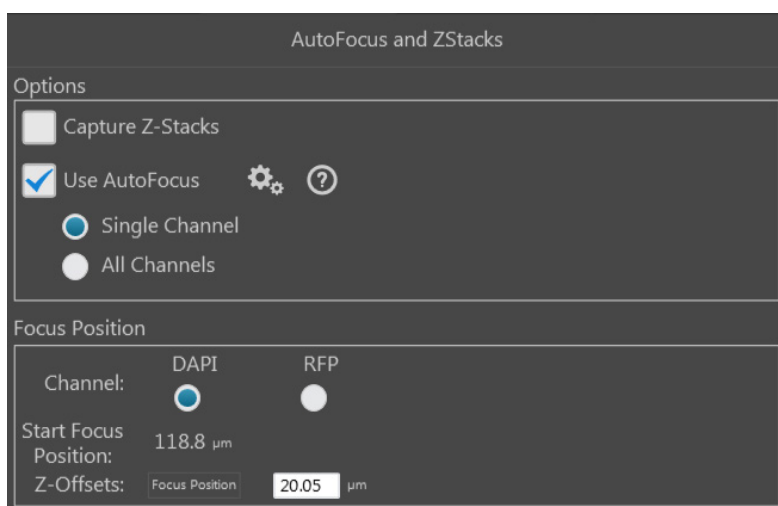 AutoFocus and ZStacks
Options
Capture Z-Stacks
Use AutoFocus
Single Channel
All Channels
Focus Position
DAPI RFP
Channel:
Start Focus
Position:
118.8 µm
Z-Offsets: Focus Position 20.05 µm